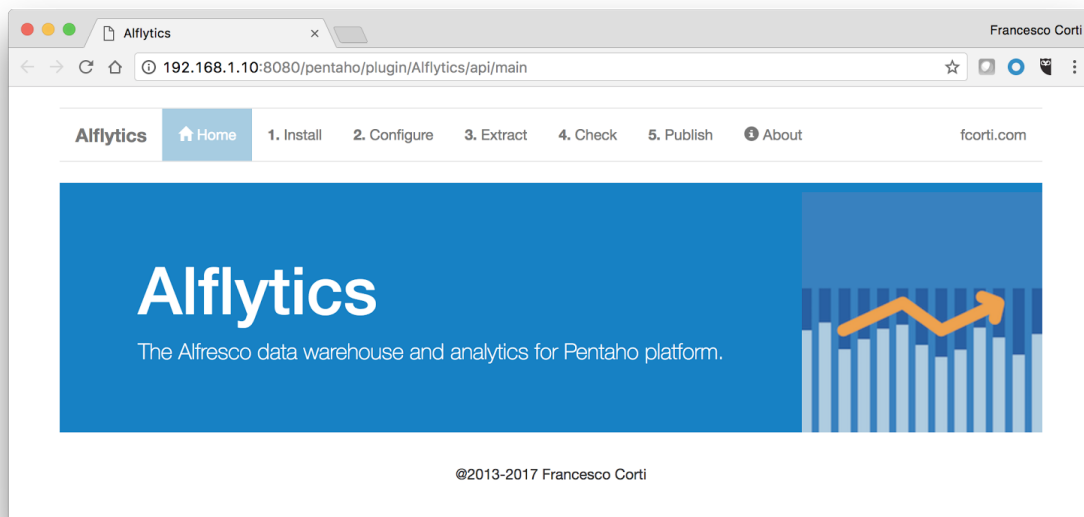 Alflytics
Francesco Corti
192.168.1.10:8080/pentaho/plugin/Alflytics/api/main
Alflytics Home 1. Install 2. Configure 3. Extract 4. Check 5. Publish About fcorti.com
Alflytics
The Alfresco data warehouse and analytics for Pentaho platform.
@2013-2017 Francesco Corti